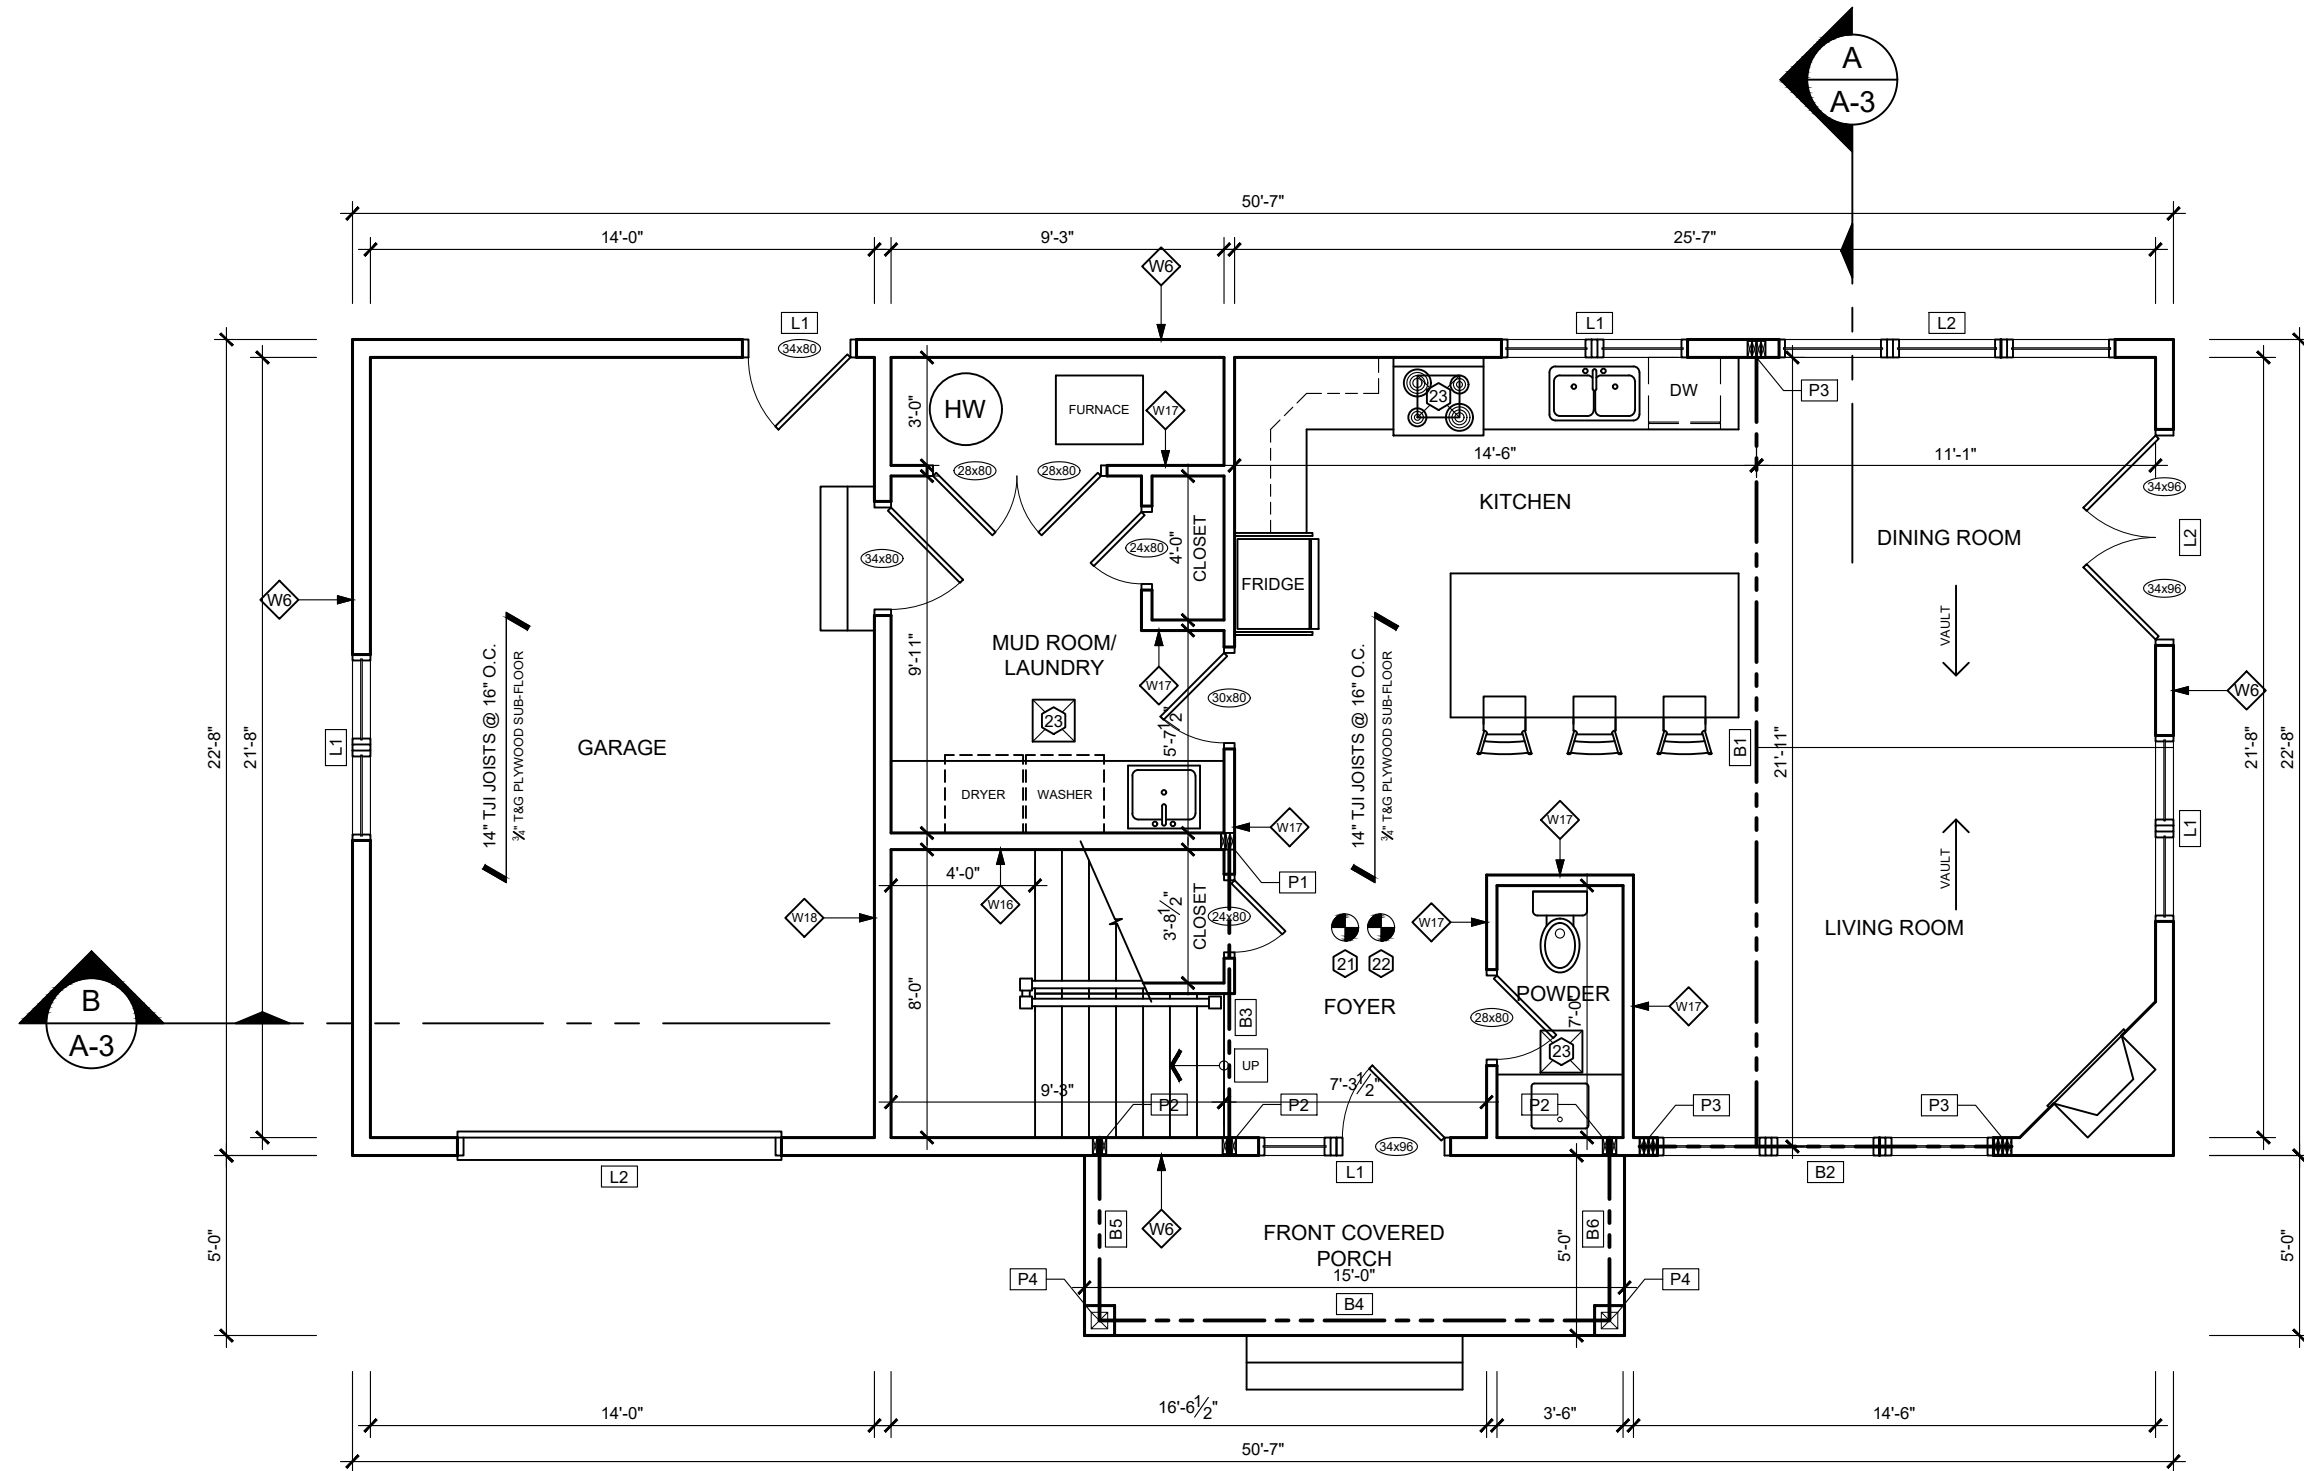 A
A-3
50'-7"
14'-0"
9'-3"
25'-7"
W6
L1
34x80
L1
L2
3'-0"
HW
FURNACE
W17
23
DW
P3
28x80
28x80
14'-6"
11'-1"
34x96
KITCHEN
DINING ROOM
L2
34x80
24x80
4'-0"
CLOSET
FRIDGE
34x96
W6
VAULT
14" TJI JOISTS @ 16" O.C.
¾" T&G PLYWOOD SUB-FLOOR
9'-11"
MUD ROOM/
LAUNDRY
W17
30x80
14" TJI JOISTS @ 16" O.C.
¾" T&G PLYWOOD SUB-FLOOR
W6
22'-8"
21'-8"
L1
GARAGE
23
5'-7½"
B1
21'-11"
21'-8"
22'-8"
DRYER
WASHER
W17
W17
L1
VAULT
4'-0"
P1
W16
W18
3'-8½"
CLOSET
24x80
W17
LIVING ROOM
21
22
POWDER
B
A-3
8'-0"
B3
FOYER
28x80
7'-0"
W17
23
UP
9'-3"
7'-3½"
P2
P2
P2
P3
P3
34x96
L2
L1
B2
5'-0"
B5
W6
FRONT COVERED
PORCH
5'-0"
B6
5'-0"
P4
15'-0"
P4
B4
14'-0"
16'-6½"
3'-6"
14'-6"
50'-7"